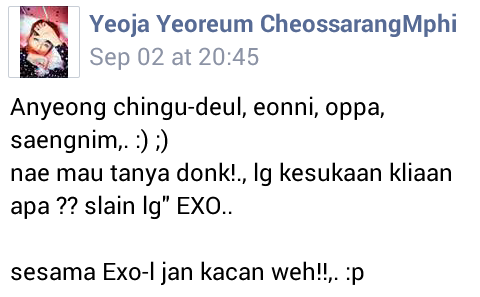 Yeoja Yeoreum CheossarangMphi
Sep 02 at 20:45
Anyeong chingu-deul, eonni, oppa,
saengnim,. :) ;)
nae mau tanya donk!., lg kesukaan kliaan
apa ?? slain lg" EXO..
sesama Exo-l jan kacan weh!!,. :p